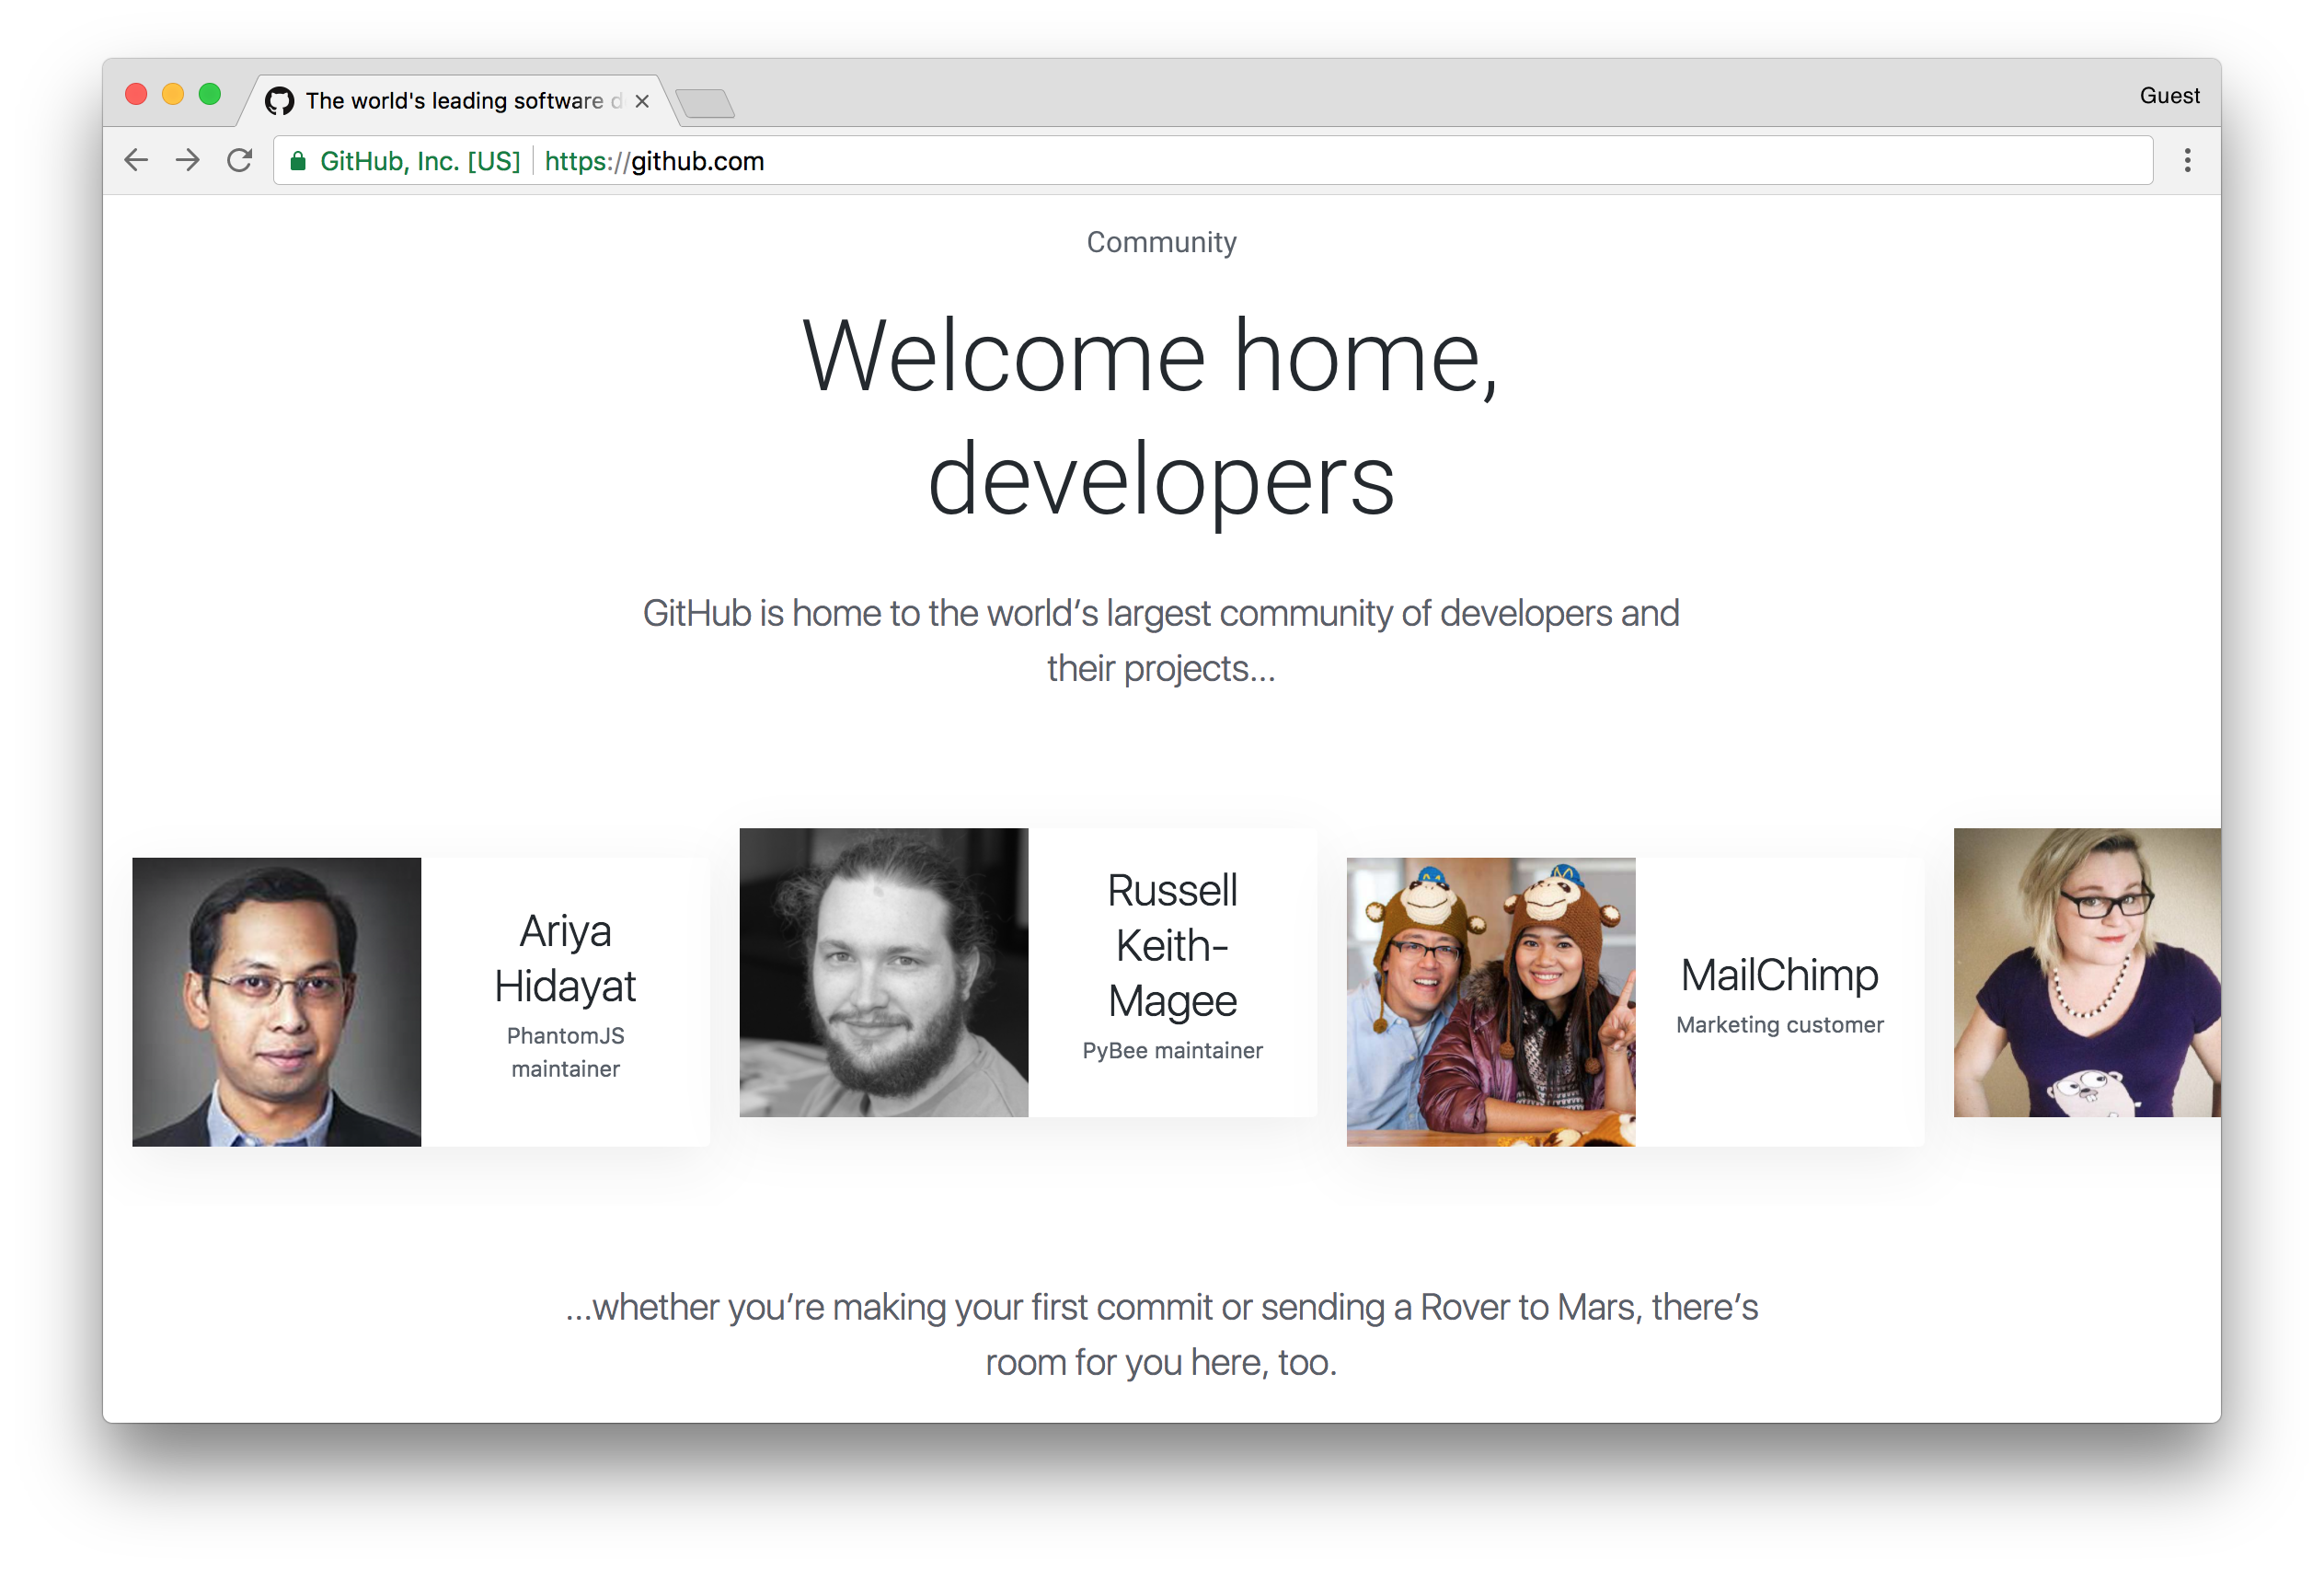 The world's leading software d
Guest
GitHub, Inc. [US]
https://github.com
Community
Welcome home,
developers
GitHub is home to the world’s largest community of developers and
their projects...
Ariya
Hidayat
PhantomJS
maintainer
Russell
Keith-
Magee
PyBee maintainer
MailChimp
Marketing customer
...whether you’re making your first commit or sending a Rover to Mars, there’s
room for you here, too.